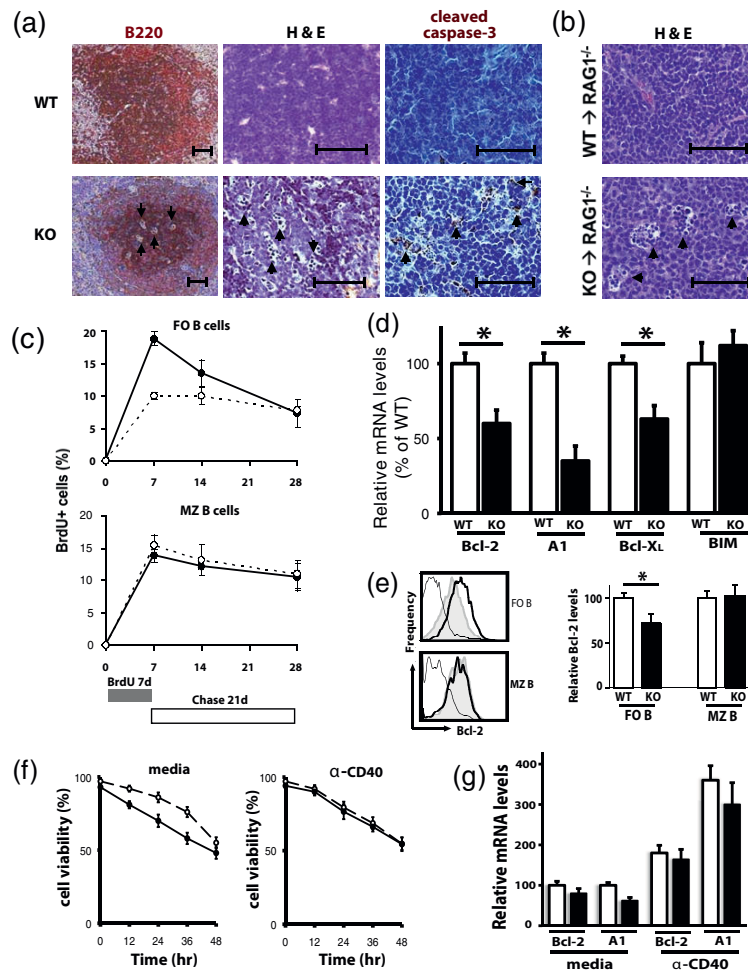 (a)
B220
H & E
cleaved
caspase-3
WT
KO
(b)
H & E
WT → RAG1-/-
KO → RAG1-/-
(c)
FO B cells
BrdU+ cells (%)
20
15
10
5
0
0 7 14 21 28
MZ B cells
20
15
10
5
0
0 7 14 21 28
BrdU 7d
Chase 21d
(d)
Relative mRNA levels
(% of WT)
100
50
0
* * *
WT KO WT KO WT KO WT KO
Bcl-2 A1 Bcl-XL BIM
(e)
Frequency
FO B
MZ B
Bcl-2
Relative Bcl-2 levels
100
50
0
*
WT KO WT KO
FO B MZ B
(f)
media
cell viability (%)
100
50
0
0 12 24 36 48
Time (hr)
α-CD40
cell viability (%)
100
50
0
0 12 24 36 48
Time (hr)
(g)
Relative mRNA levels
400
300
200
100
0
Bcl-2 A1 Bcl-2 A1
media α-CD40